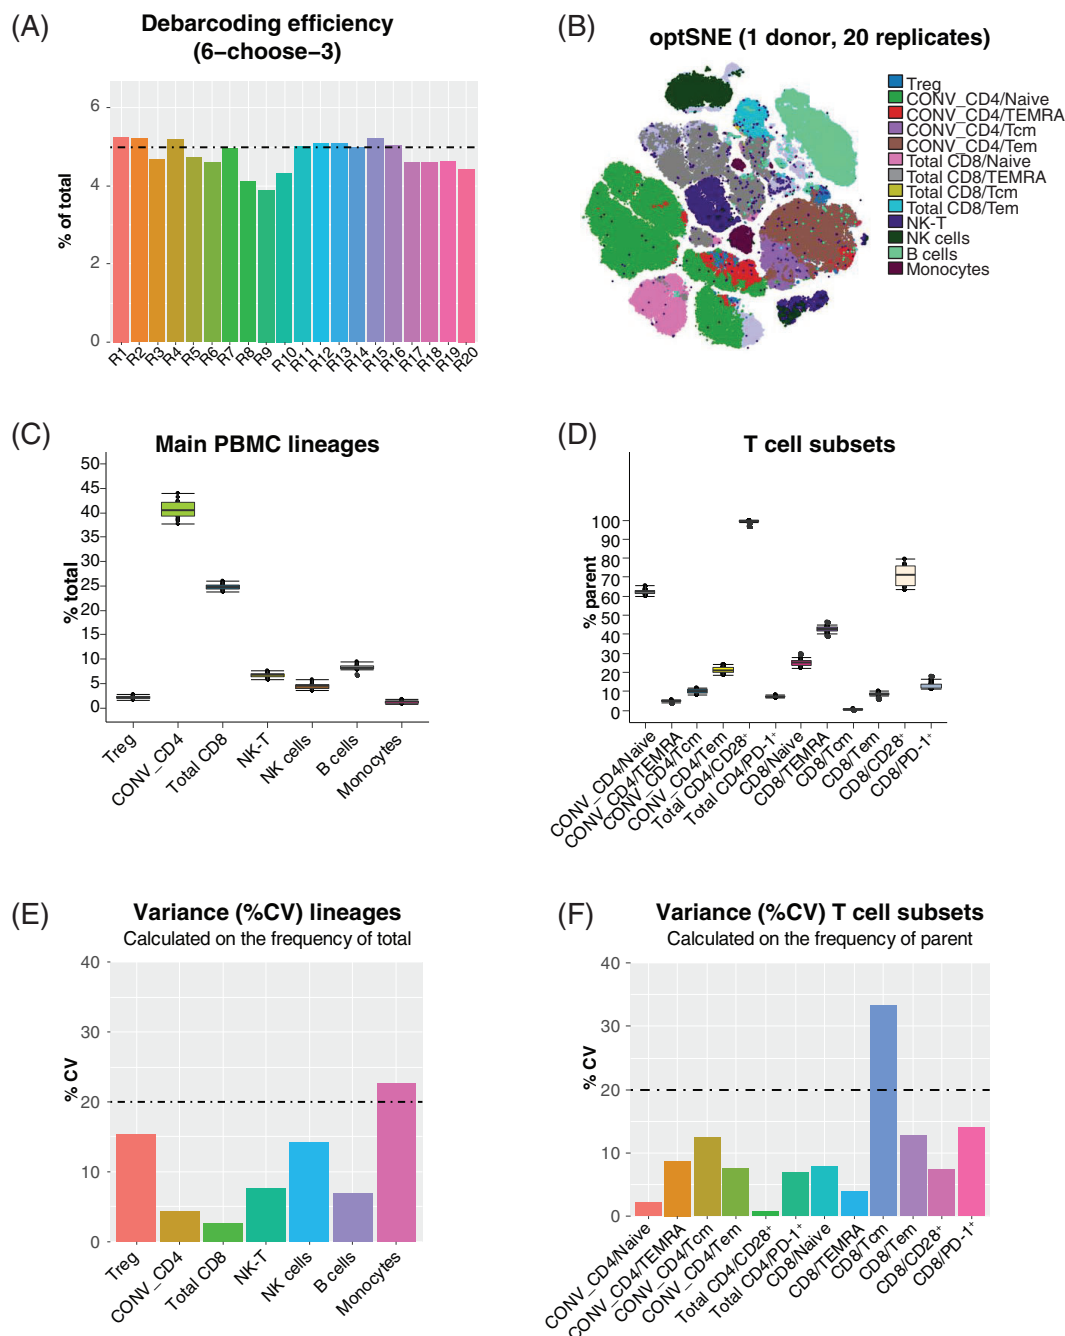 (A)
Debarcoding efficiency
(6−choose−3)
% of total
6
4
2
0
R1 R2 R3 R4 R5 R6 R7 R8 R9 R10 R11 R12 R13 R14 R15 R16 R17 R18 R19 R20
(B)
optSNE (1 donor, 20 replicates)
Treg
CONV_CD4/Naive
CONV_CD4/TEMRA
CONV_CD4/Tcm
CONV_CD4/Tem
Total CD8/Naive
Total CD8/TEMRA
Total CD8/Tcm
Total CD8/Tem
NK-T
NK cells
B cells
Monocytes
(C)
Main PBMC lineages
% total
50
45
40
35
30
25
20
15
10
5
0
Treg
CONV_CD4
Total CD8
NK-T
NK cells
B cells
Monocytes
(D)
T cell subsets
% parent
100
90
80
70
60
50
40
30
20
10
0
CONV_CD4/Naive
CONV_CD4/TEMRA
CONV_CD4/Tcm
CONV_CD4/Tem
Total CD4/CD28⁺
Total CD4/PD-1⁺
CD8/Naive
CD8/TEMRA
CD8/Tcm
CD8/Tem
CD8/CD28⁺
CD8/PD-1⁺
(E)
Variance (%CV) lineages
Calculated on the frequency of total
% CV
40
30
20
10
0
Treg
CONV_CD4
Total CD8
NK-T
NK cells
B cells
Monocytes
(F)
Variance (%CV) T cell subsets
Calculated on the frequency of parent
% CV
40
30
20
10
0
CONV_CD4/Naive
CONV_CD4/TEMRA
CONV_CD4/Tcm
CONV_CD4/Tem
Total CD4/CD28⁺
Total CD4/PD-1⁺
CD8/Naive
CD8/TEMRA
CD8/Tcm
CD8/Tem
CD8/CD28⁺
CD8/PD-1⁺